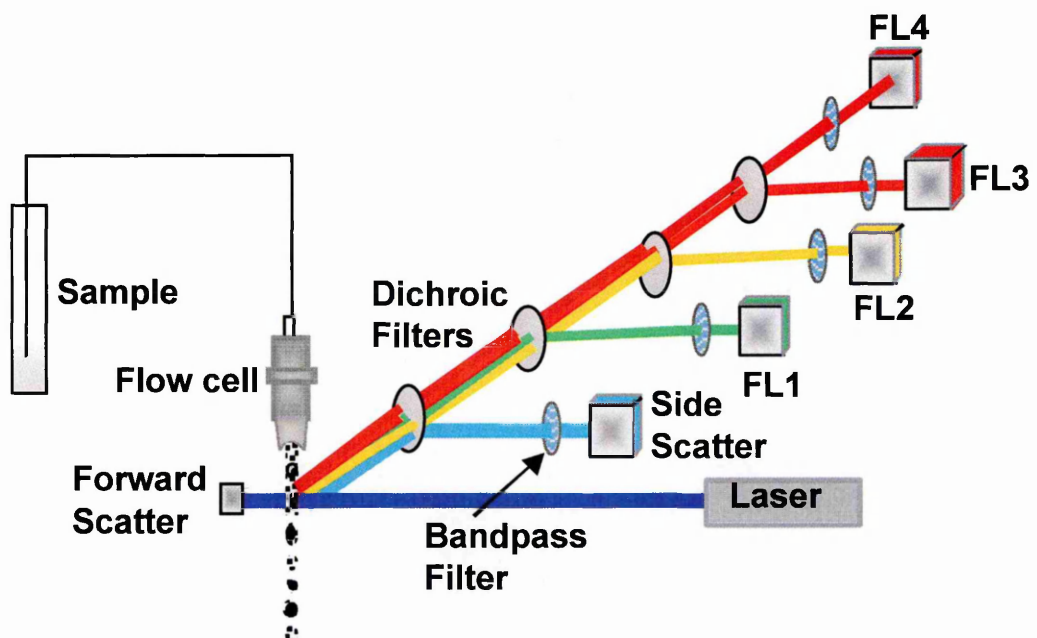 FL4
FL3
Sample
Dichroic
Filters
FL2
Flow cell
FL1
Side
Scatter
Forward
Scatter
Laser
Bandpass
Filter